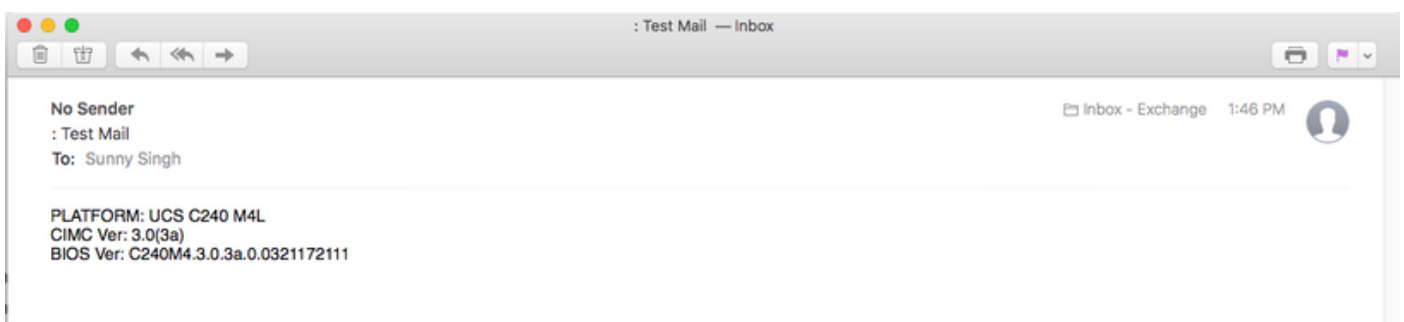 : Test Mail — Inbox
No Sender
Inbox - Exchange 1:46 PM
: Test Mail
To: Sunny Singh
PLATFORM: UCS C240 M4L
CIMC Ver: 3.0(3a)
BIOS Ver: C240M4.3.0.3a.0.0321172111